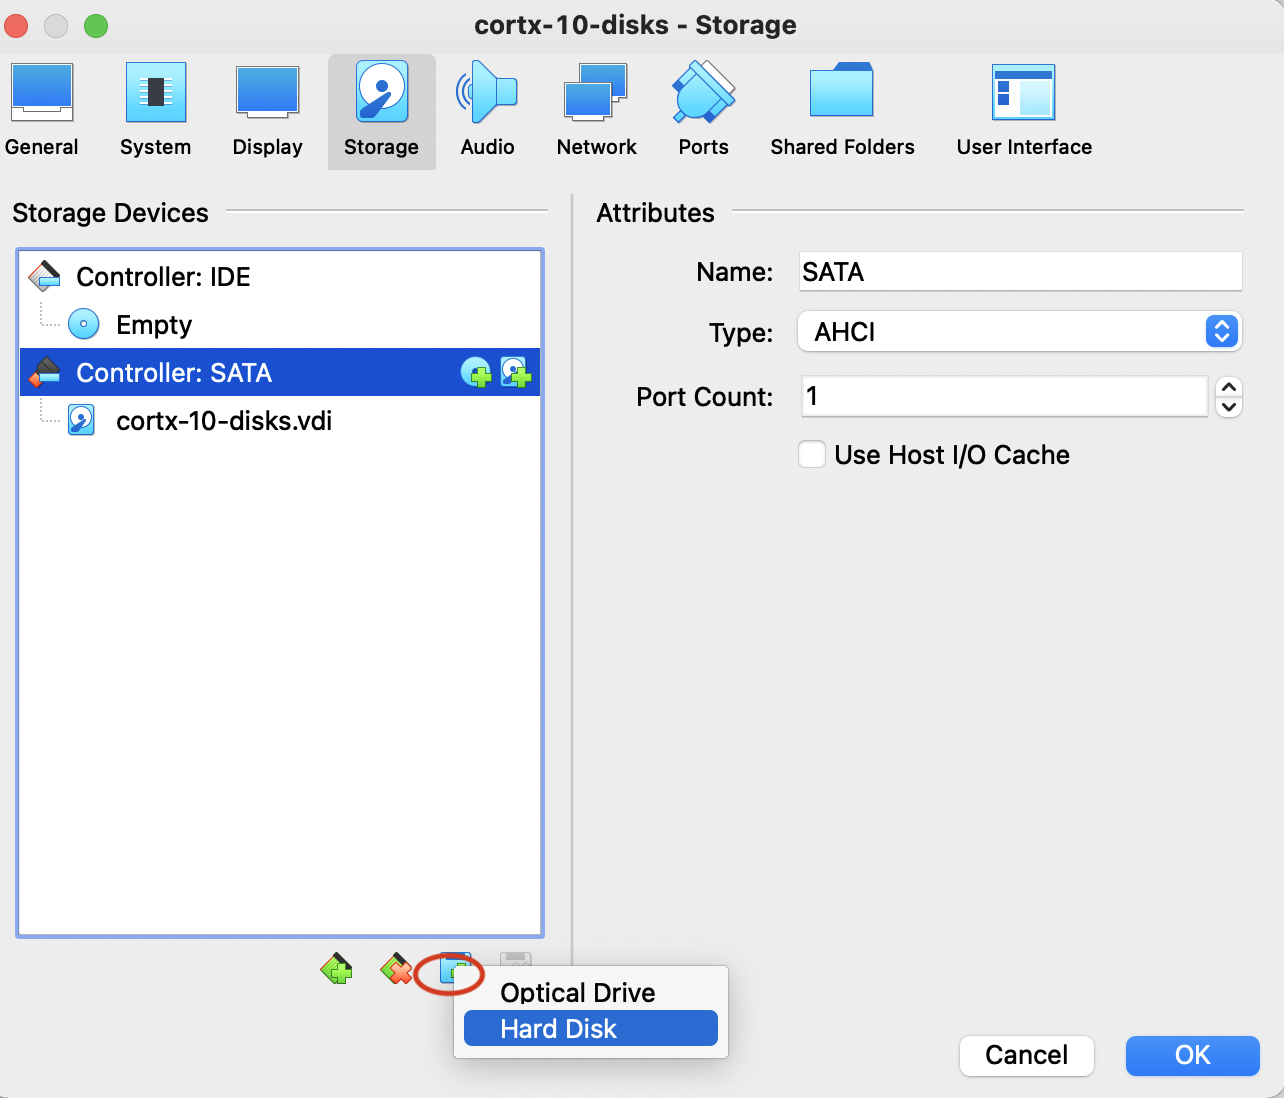 cortx-10-disks - Storage
General
System
Display
Storage
Audio
Network
Ports
Shared Folders
User Interface
Storage Devices
Controller: IDE
Empty
Controller: SATA
cortx-10-disks.vdi
Attributes
Name: SATA
Type: AHCI
Port Count: 1
Use Host I/O Cache
Optical Drive
Hard Disk
Cancel
OK